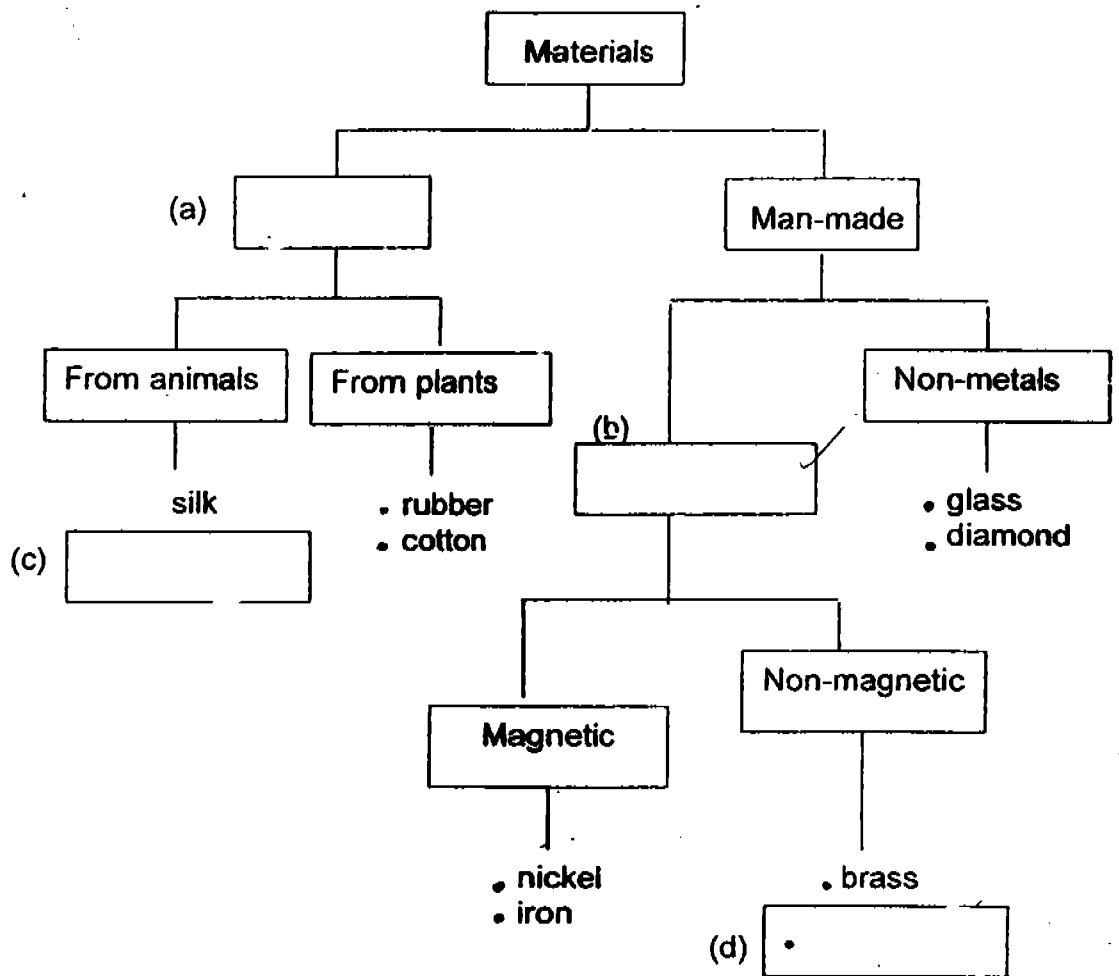 Materials
(a)
Man-made
From animals
From plants
Non-metals
(b)
silk
• rubber
• cotton
• glass
• diamond
(c)
Non-magnetic
Magnetic
• nickel
• iron
• brass
(d) •